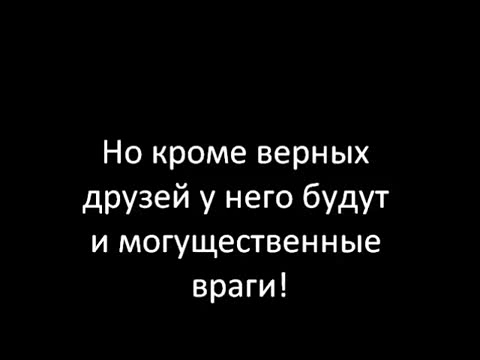 Но кроме верных
друзей у него будут
и могущественные
враги!